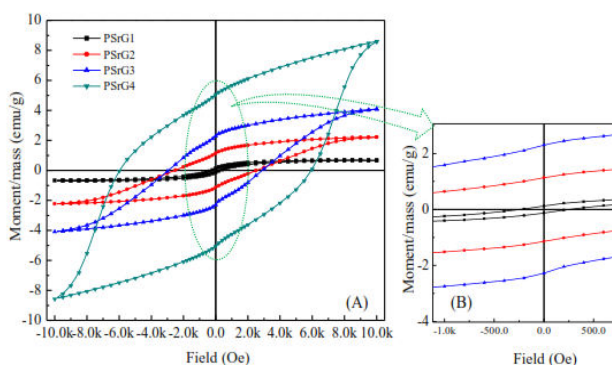 10
8
6
4
2
0
-2
-4
-6
-8
-10
Moment/mass (emu/g)
PSrG1
PSrG2
PSrG3
PSrG4
(A)
-10.0k-8.0k-6.0k-4.0k-2.0k 0.0 2.0k 4.0k 6.0k 8.0k 10.0k
Field (Oe)
2
0
-2
-4
Moment/mass (emu/g)
(B)
-1.0k -500.0 0.0 500.0
Field (Oe)